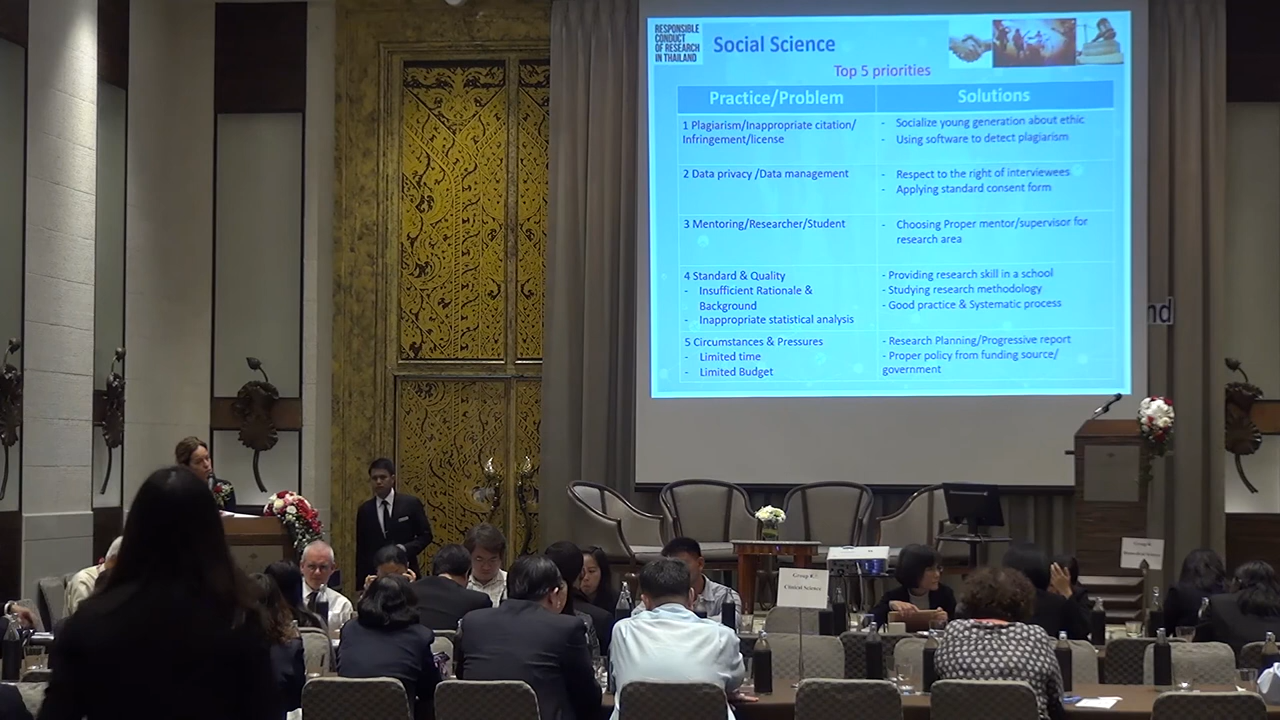 RESPONSIBLE
CONDUCT
OF RESEARCH
IN THAILAND
Social Science
Top 5 priorities
Practice/Problem
Solutions
1 Plagiarism/Inappropriate citation/
Infringement/license
- Socialize young generation about ethic
- Using software to detect plagiarism
2 Data privacy /Data management
- Respect to the right of interviewees
- Applying standard consent form
3 Mentoring/Researcher/Student
- Choosing Proper mentor/supervisor for
research area
4 Standard & Quality
- Insufficient Rationale &
Background
- Inappropriate statistical analysis
- Providing research skill in a school
- Studying research methodology
- Good practice & Systematic process
5 Circumstances & Pressures
- Limited time
- Limited Budget
- Research Planning/Progressive report
- Proper policy from funding source/
government
nd
Clinical Science
Biomedical Science